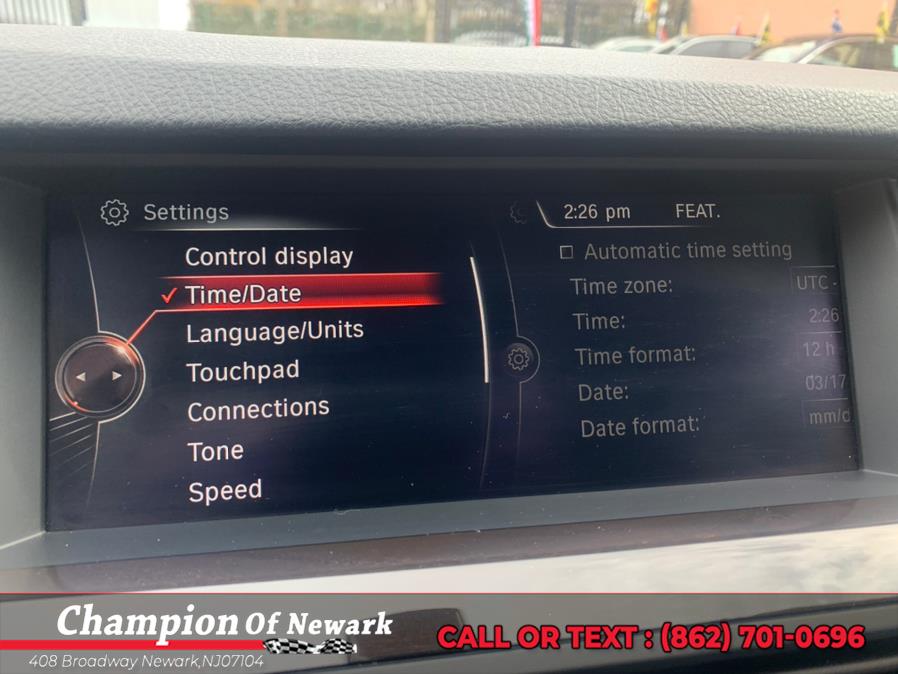 Settings
2:26 pm FEAT.
Control display
Time/Date
Language/Units
Touchpad
Connections
Tone
Speed
Automatic time setting
Time zone: UTC -
Time: 2:26
Time format: 12 h
Date: 03/17
Date format: mm/d
Champion Of Newark
408 Broadway Newark,NJ07104
CALL OR TEXT : (862) 701-0696